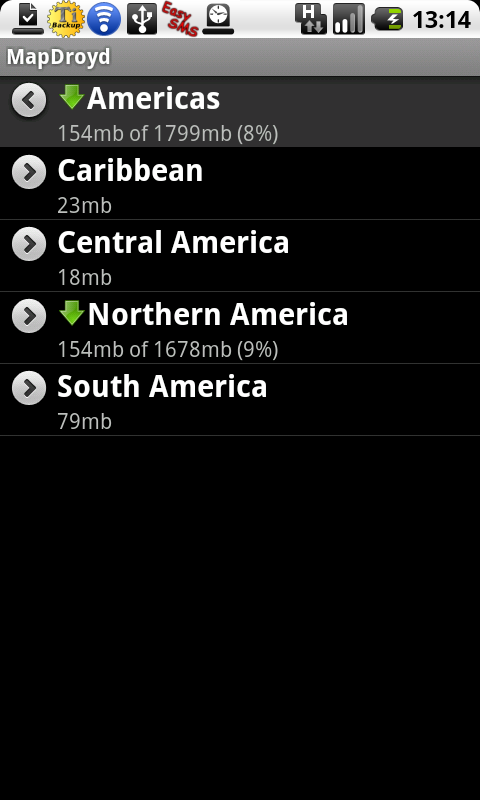 Ti
Backup
Easy
SMS
H
13:14
MapDroyd
Americas
154mb of 1799mb (8%)
Caribbean
23mb
Central America
18mb
Northern America
154mb of 1678mb (9%)
South America
79mb